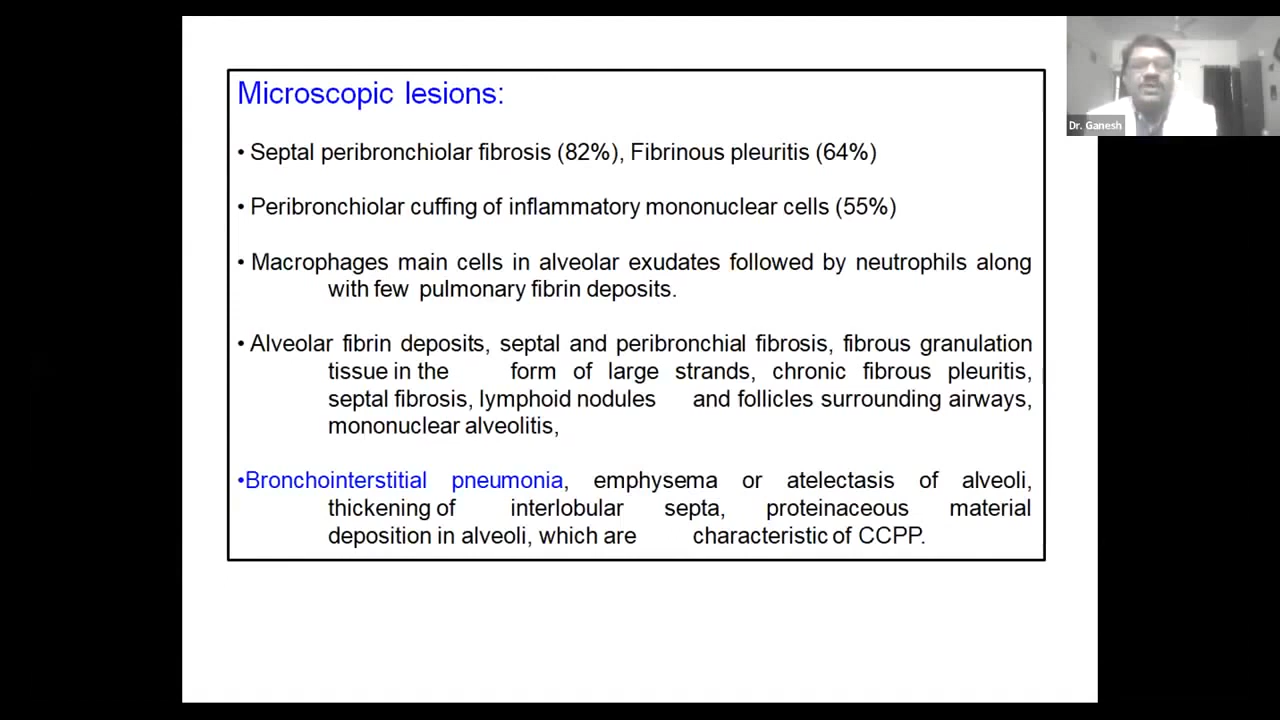 Microscopic lesions:
• Septal peribronchiolar fibrosis (82%), Fibrinous pleuritis (64%)
• Peribronchiolar cuffing of inflammatory mononuclear cells (55%)
• Macrophages main cells in alveolar exudates followed by neutrophils along
with few pulmonary fibrin deposits.
• Alveolar fibrin deposits, septal and peribronchial fibrosis, fibrous granulation
tissue in the form of large strands, chronic fibrous pleuritis,
septal fibrosis, lymphoid nodules and follicles surrounding airways,
mononuclear alveolitis,
•Bronchointerstitial pneumonia, emphysema or atelectasis of alveoli,
thickening of interlobular septa, proteinaceous material
deposition in alveoli, which are characteristic of CCPP.
Dr. Ganesh